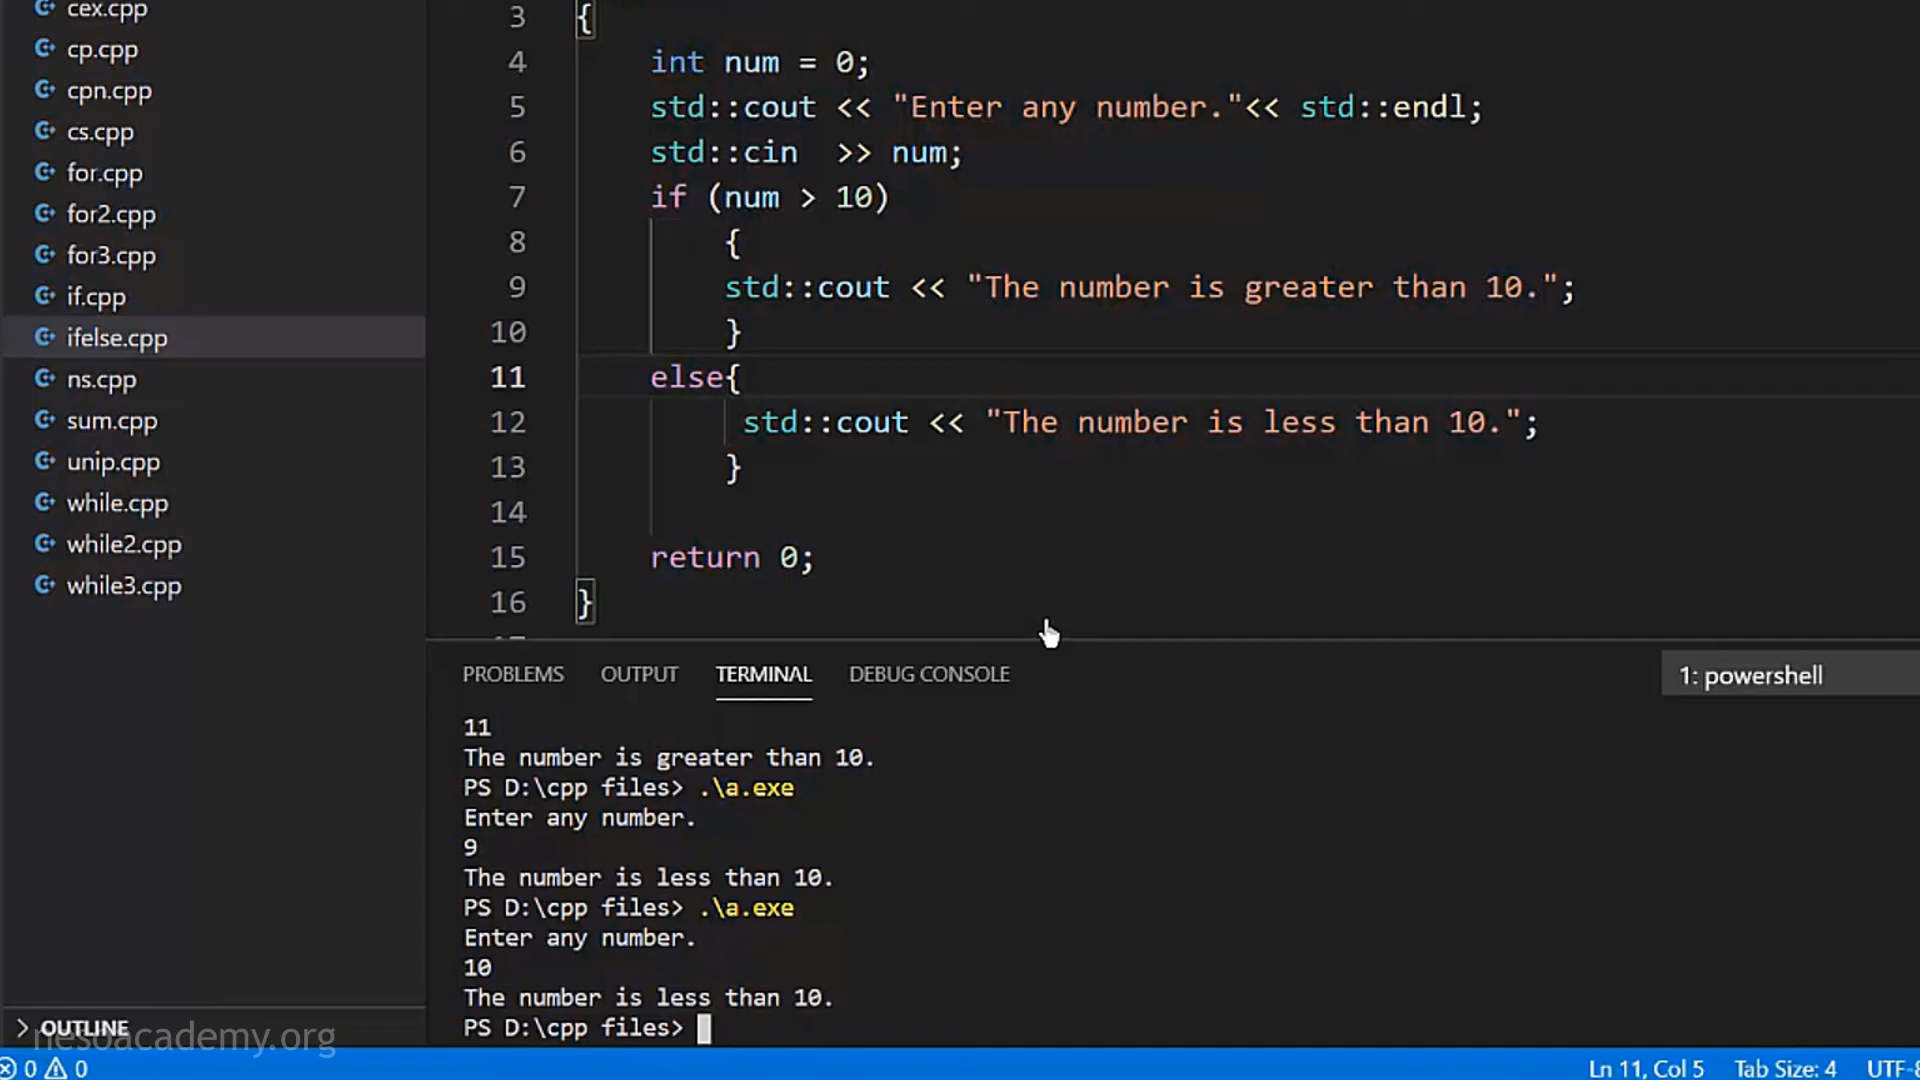 cex.cpp
cp.cpp
cpn.cpp
cs.cpp
for.cpp
for2.cpp
for3.cpp
if.cpp
ifelse.cpp
ns.cpp
sum.cpp
unip.cpp
while.cpp
while2.cpp
while3.cpp
OUTLINE
nesoacademy.org
3 {
4 int num = 0;
5 std::cout << "Enter any number."<< std::endl;
6 std::cin  >> num;
7 if (num > 10)
8 {
9 std::cout << "The number is greater than 10.";
10 }
11 else{
12 std::cout << "The number is less than 10.";
13 }
14
15 return 0;
16 }
PROBLEMS OUTPUT TERMINAL DEBUG CONSOLE 1: powershell
11
The number is greater than 10.
PS D:\cpp files> .\a.exe
Enter any number.
9
The number is less than 10.
PS D:\cpp files> .\a.exe
Enter any number.
10
The number is less than 10.
PS D:\cpp files>
0 0 Ln 11, Col 5 Tab Size: 4 UTF-8